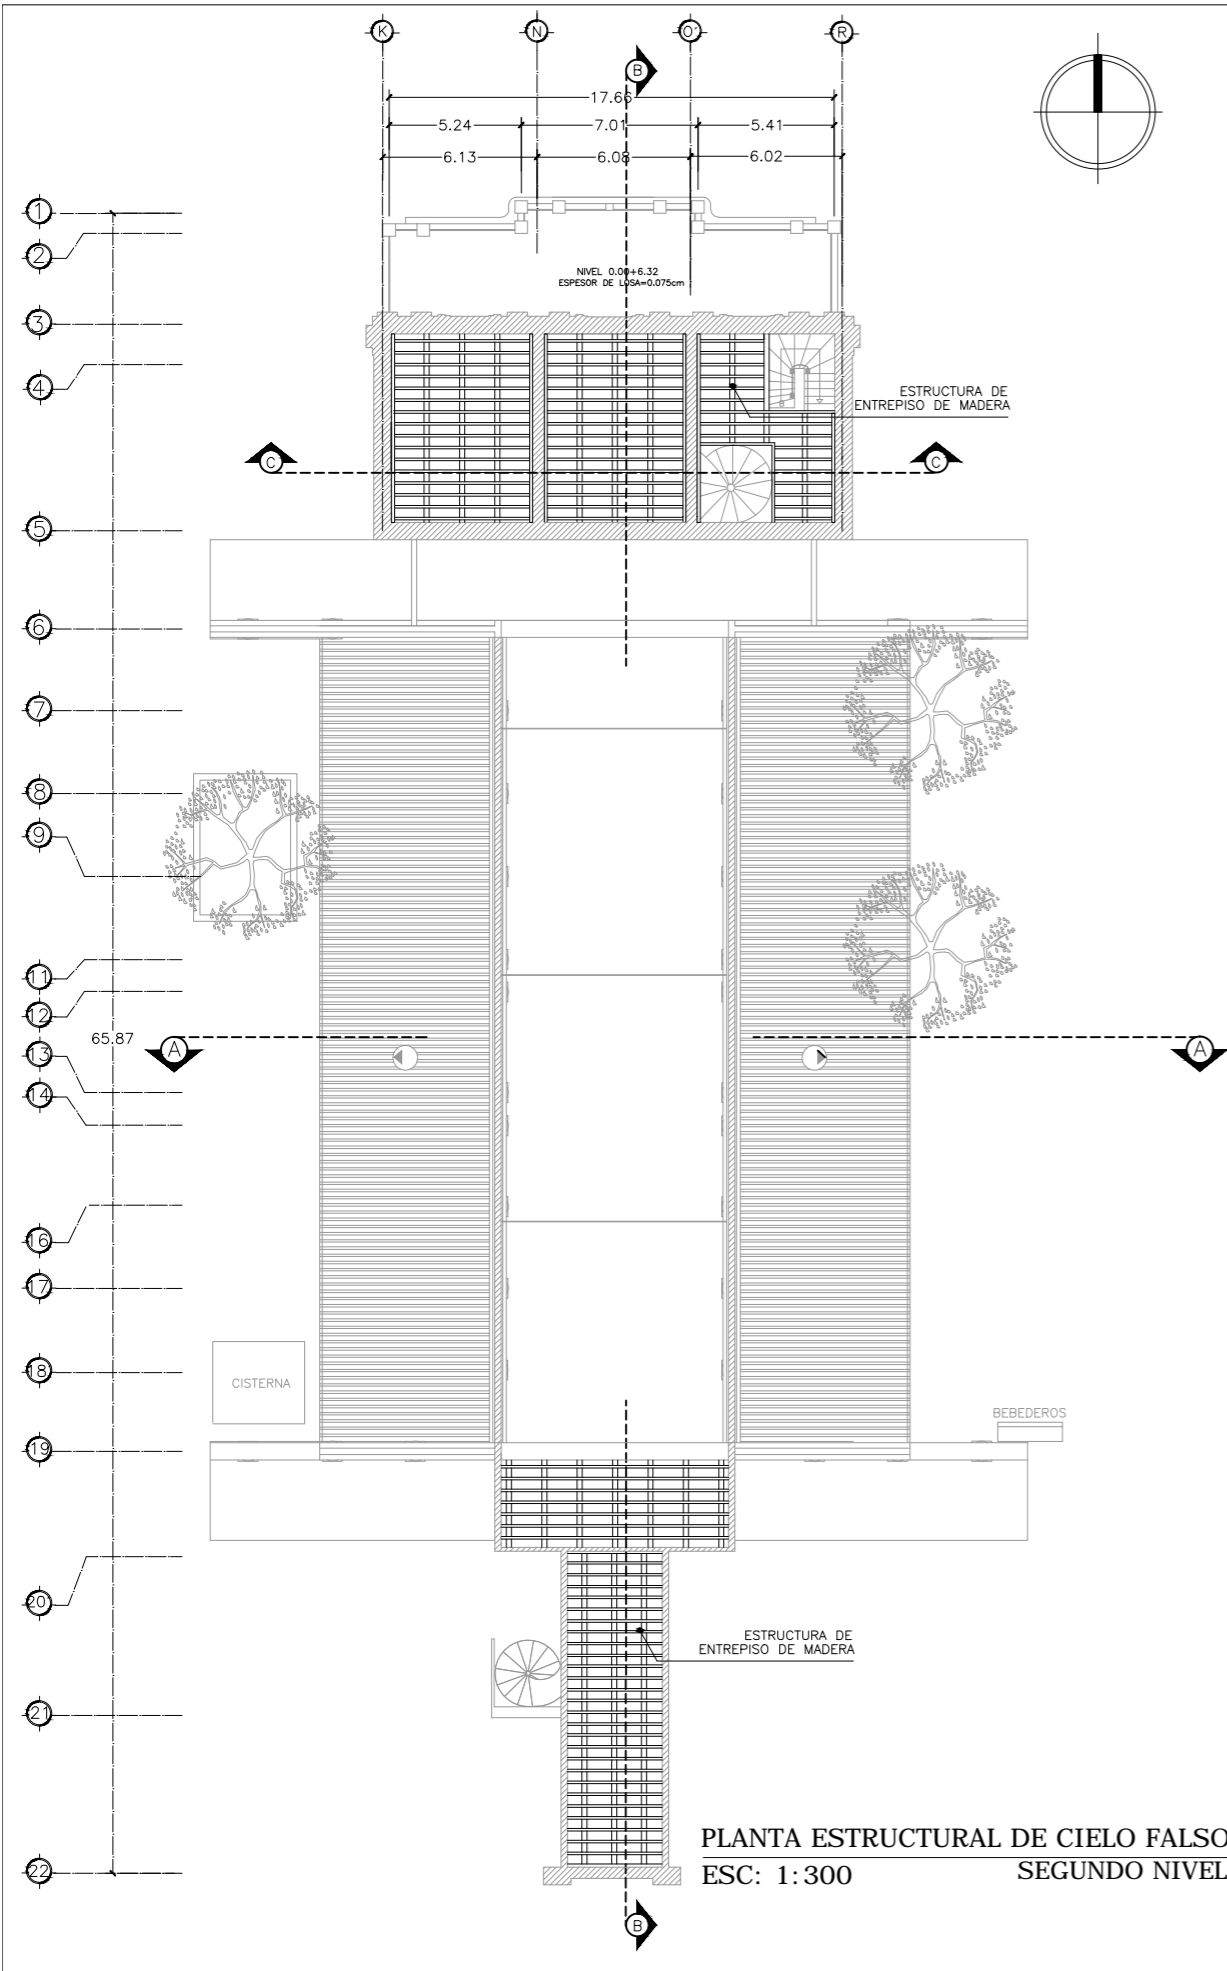 K N O' R
B
17.66
5.24 7.01 5.41
6.13 6.08 6.02
1
2
NIVEL 0.00+6.32
ESPESOR DE LOSA=0.075cm
3
4
ESTRUCTURA DE
ENTREPISO DE MADERA
C C
5
6
7
8
9
11
12
65.87
13
A A
14
16
17
18
CISTERNA
BEBEDEROS
19
20
ESTRUCTURA DE
ENTREPISO DE MADERA
21
PLANTA ESTRUCTURAL DE CIELO FALSO
22
ESC: 1:300 SEGUNDO NIVEL
B